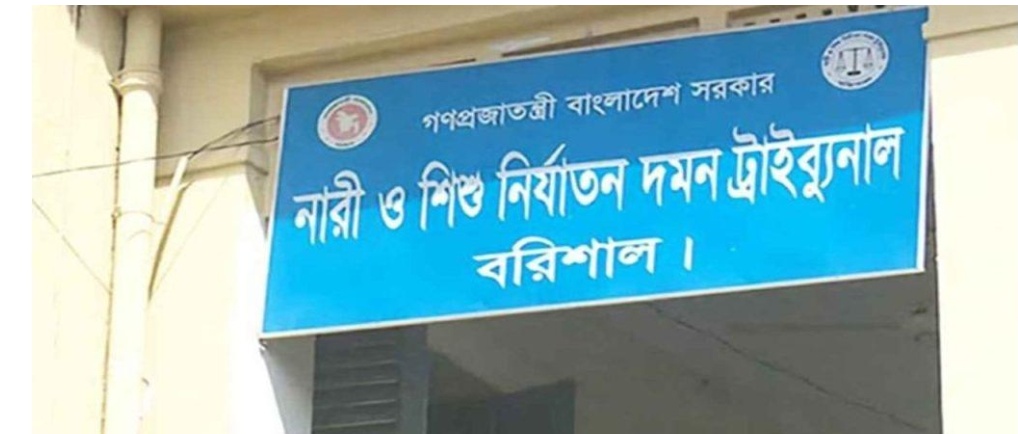 গণপ্রজাতন্ত্রী বাংলাদেশ সরকার
নারী ও শিশু নির্যাতন দমন ট্রাইব্যুনাল
বরিশাল ।